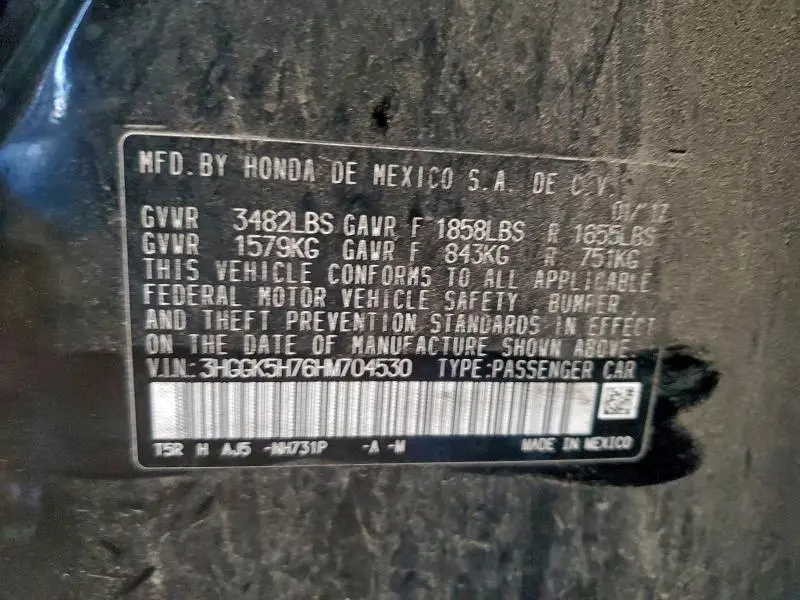 MFD. BY HONDA DE MEXICO S.A. DE C.V.
01/17
GVWR 3482LBS GAWR F 1858LBS R 1655LBS
GVWR 1579KG GAWR F 843KG R 751KG
THIS VEHICLE CONFORMS TO ALL APPLICABLE
FEDERAL MOTOR VEHICLE SAFETY, BUMPER,
AND THEFT PREVENTION STANDARDS IN EFFECT
ON THE DATE OF MANUFACTURE SHOWN ABOVE.
V.I.N.: 3HGGK5H76HM704530 TYPE:PASSENGER CAR
T5R H AJ5 -NH731P -A -M MADE IN MEXICO